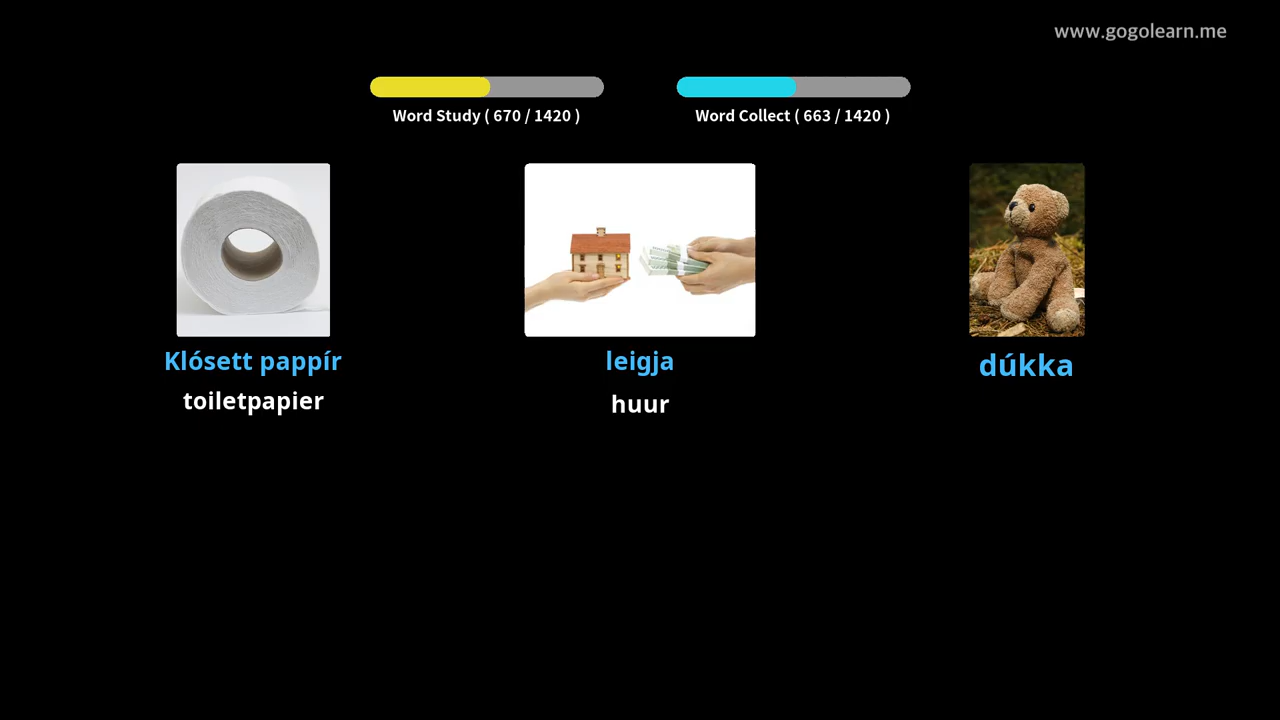 www.gogolearn.me
Word Study ( 670 / 1420 )
Word Collect ( 663 / 1420 )
Klósett pappír
toiletpapier
leigja
huur
dúkka